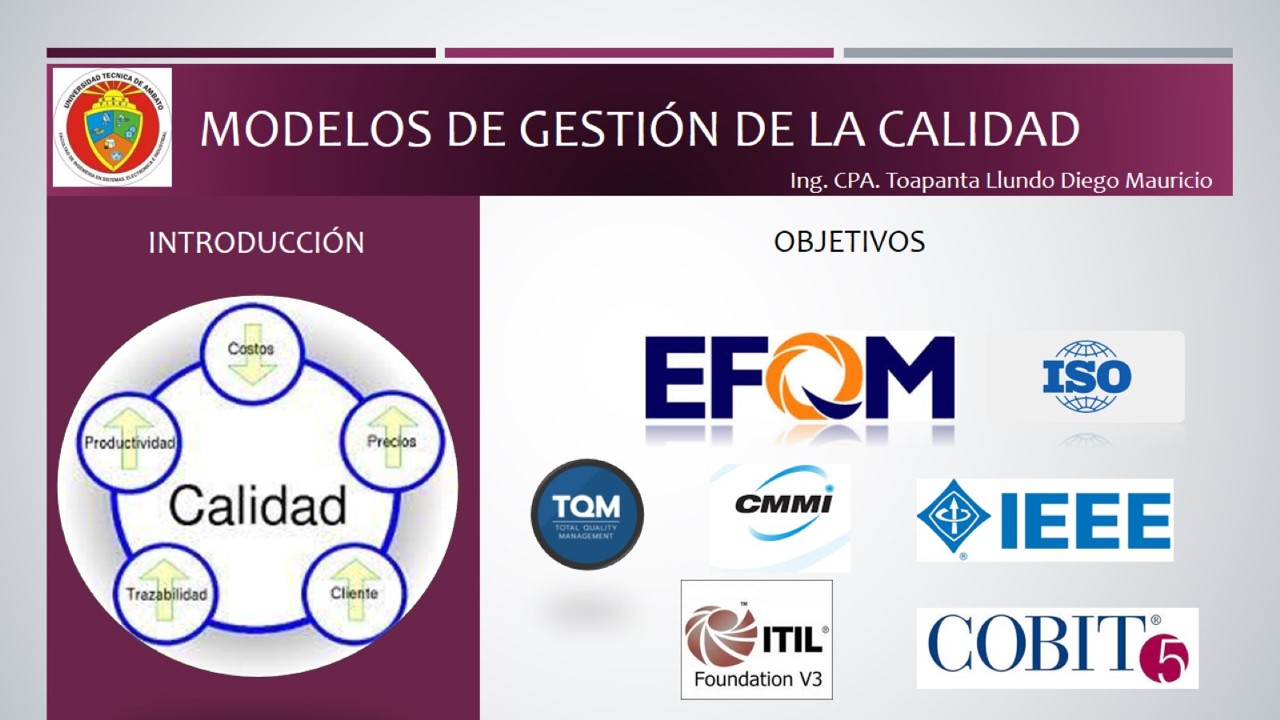 UNIVERSIDAD TECNICA DE AMBATO
FACULTAD DE INGENIERIA EN SISTEMAS, ELECTRONICA E INDUSTRIAL
MODELOS DE GESTIÓN DE LA CALIDAD
Ing. CPA. Toapanta Llundo Diego Mauricio
INTRODUCCIÓN
Costos
Productividad
Precios
Calidad
Trazabilidad
Cliente
OBJETIVOS
EFQM
ISO
TQM
TOTAL QUALITY
MANAGEMENT
CMMi
IEEE®
ITIL®
™
Foundation V3
COBIT® 5